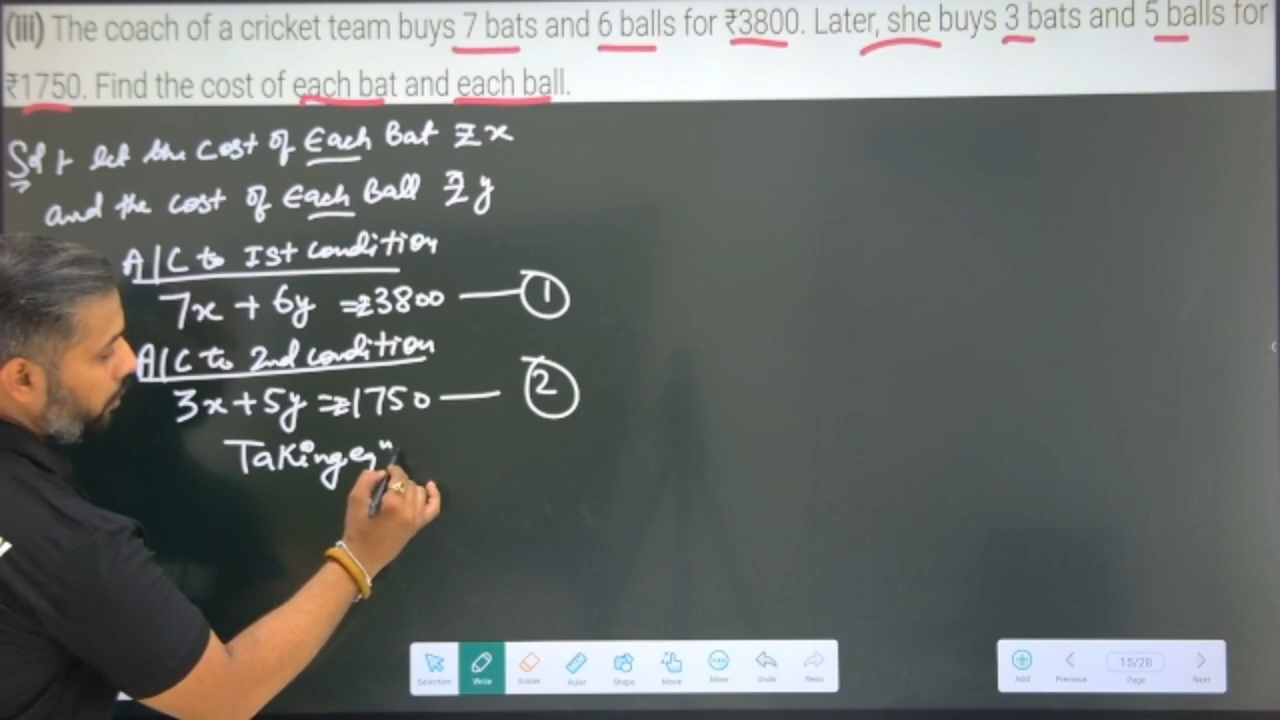 (iii) The coach of a cricket team buys 7 bats and 6 balls for ₹3800. Later, she buys 3 bats and 5 balls for
₹1750. Find the cost of each bat and each ball.
Sol let the cost of Each Bat = x
and the cost of Each Ball = y
A/C to Ist condition
7x + 6y = 3800 — 1
A/C to 2nd condition
3x + 5y = 1750 — 2
Taking eqn
Selection Write Eraser Ruler Shape Move More Undo Redo
Add Previous 15/28 Page Next